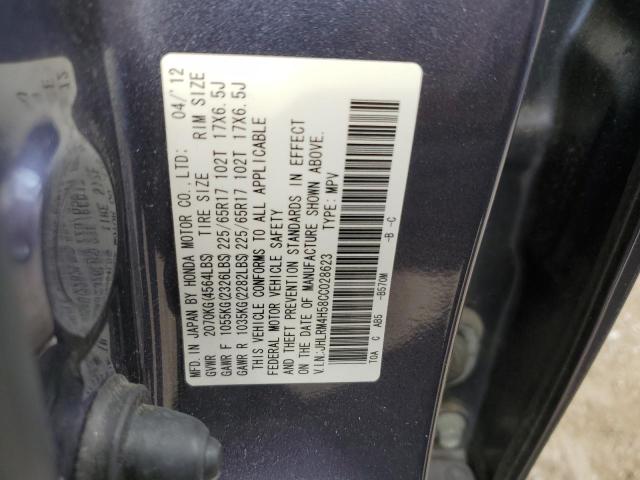 MFD.IN JAPAN BY HONDA MOTOR CO.,LTD: 04/'12
GVWR 2070KG(4564LBS) TIRE SIZE RIM SIZE
GAWR F 1055KG(2326LBS) 225/65R17 102T 17X6.5J
GAWR R 1035KG(2282LBS) 225/65R17 102T 17X6.5J
THIS VEHICLE CONFORMS TO ALL APPLICABLE
FEDERAL MOTOR VEHICLE SAFETY
AND THEFT PREVENTION STANDARDS IN EFFECT
ON THE DATE OF MANUFACTURE SHOWN ABOVE.
V.I.N.:JHLRM4H58CC028623 TYPE: MPV
TOA C AB5 -B570M -B -C